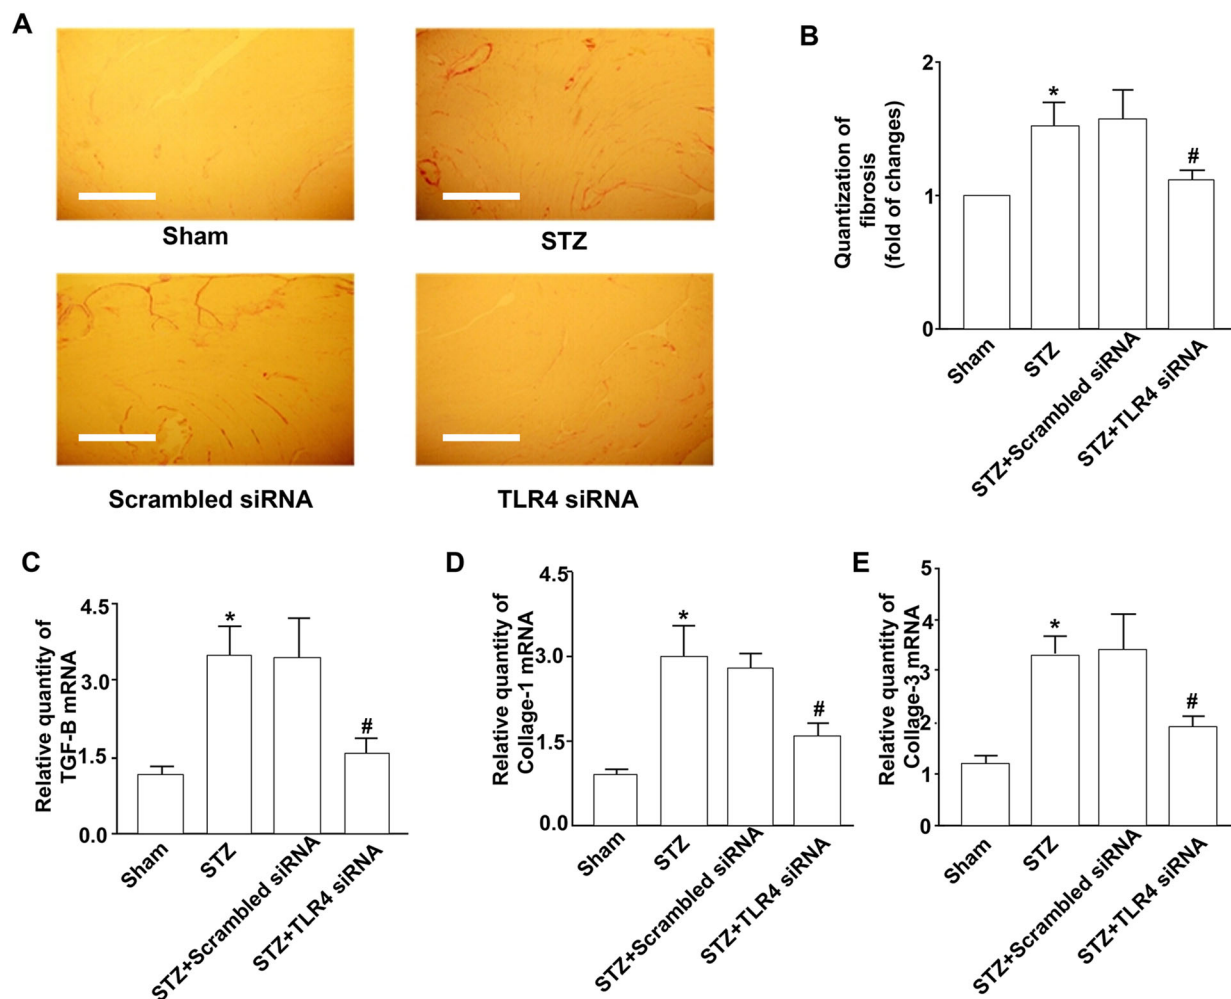 A
Sham
STZ
Scrambled siRNA
TLR4 siRNA
B
Quantization of
fibrosis
(fold of changes)
2
1
0
*
#
Sham
STZ
STZ+Scrambled siRNA
STZ+TLR4 siRNA
C
Relative quantity of
TGF-B mRNA
4.5
3.0
1.5
0.0
*
#
Sham
STZ
STZ+Scrambled siRNA
STZ+TLR4 siRNA
D
Relative quantity of
Collage-1 mRNA
4.5
3.0
1.5
0.0
*
#
Sham
STZ
STZ+Scrambled siRNA
STZ+TLR4 siRNA
E
Relative quantity of
Collage-3 mRNA
5
4
3
2
1
0
*
#
Sham
STZ
STZ+Scrambled siRNA
STZ+TLR4 siRNA